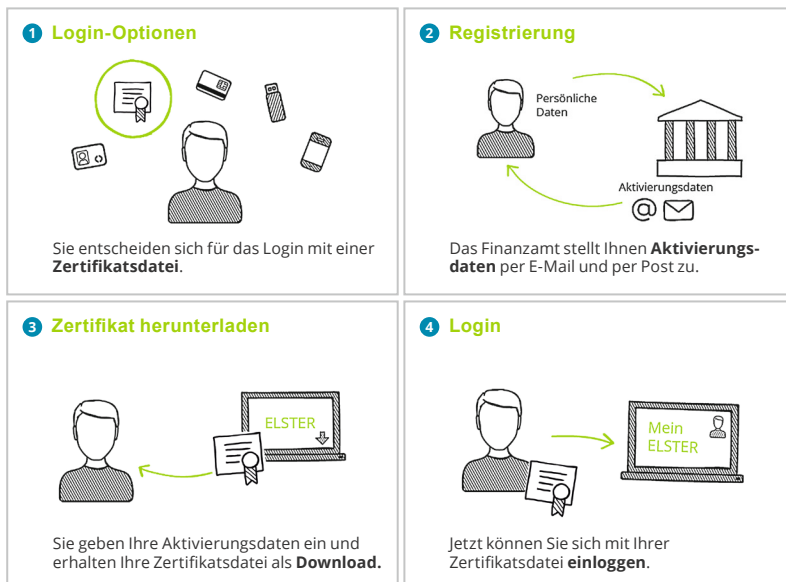 1 Login-Optionen
Sie entscheiden sich für das Login mit einer
Zertifikatsdatei.
2 Registrierung
Persönliche
Daten
Aktivierungsdaten
@
Das Finanzamt stellt Ihnen Aktivierungs-
daten per E-Mail und per Post zu.
3 Zertifikat herunterladen
ELSTER
Sie geben Ihre Aktivierungsdaten ein und
erhalten Ihre Zertifikatsdatei als Download.
4 Login
Mein
ELSTER
Jetzt können Sie sich mit Ihrer
Zertifikatsdatei einloggen.